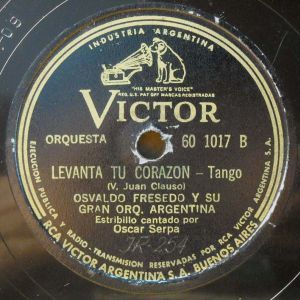 INDUSTRIA ARGENTINA
"HIS MASTER'S VOICE"
REG. U.S. PAT. OFF MARCAS REGISTRADAS
VICTOR
ORQUESTA
60 1017 B
LEVANTA TU CORAZON – Tango
(V. Juan Clauso)
OSVALDO FRESEDO Y SU
GRAN ORQ. ARGENTINA
Estribillo cantado por
Oscar Serpa
EJECUCION PUBLICA Y RADIO-TRANSMISION RESERVADAS POR RCA VICTOR ARGENTINA S. A.
RCA VICTOR ARGENTINA S. A. BUENOS AIRES